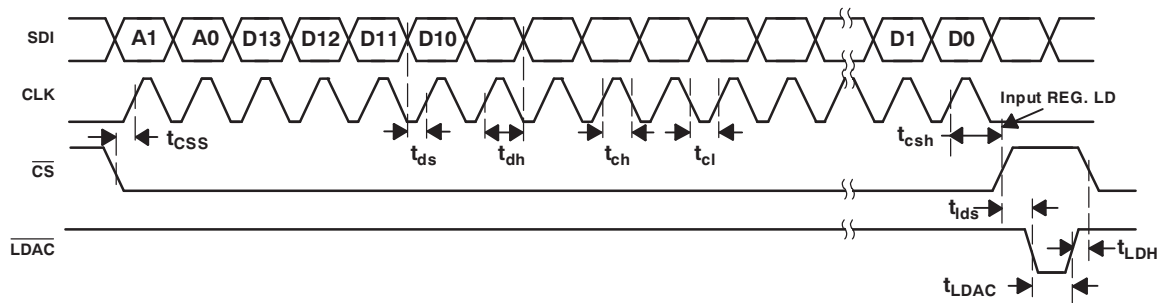 SDI A1 A0 D13 D12 D11 D10 D1 D0
CLK
Input REG. LD
tCSS tds tdh tch tcl tcsh
CS
tlds
LDAC
tLDH
tLDAC